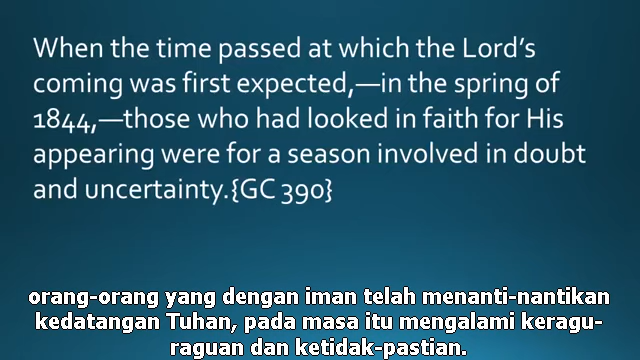 When the time passed at which the Lord's
coming was first expected,—in the spring of
1844,—those who had looked in faith for His
appearing were for a season involved in doubt
and uncertainty.{GC 390}
orang-orang yang dengan iman telah menanti-nantikan
kedatangan Tuhan, pada masa itu mengalami keragu-
raguan dan ketidak-pastian.